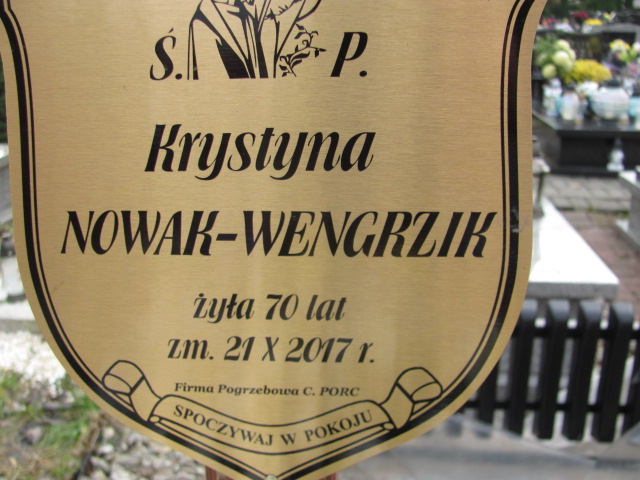 Ś. P.
Krystyna
NOWAK-WENGRZIK
żyła 70 lat
zm. 21 X 2017 r.
Firma Pogrzebowa C. PORC
SPOCZYWAJ W POKOJU